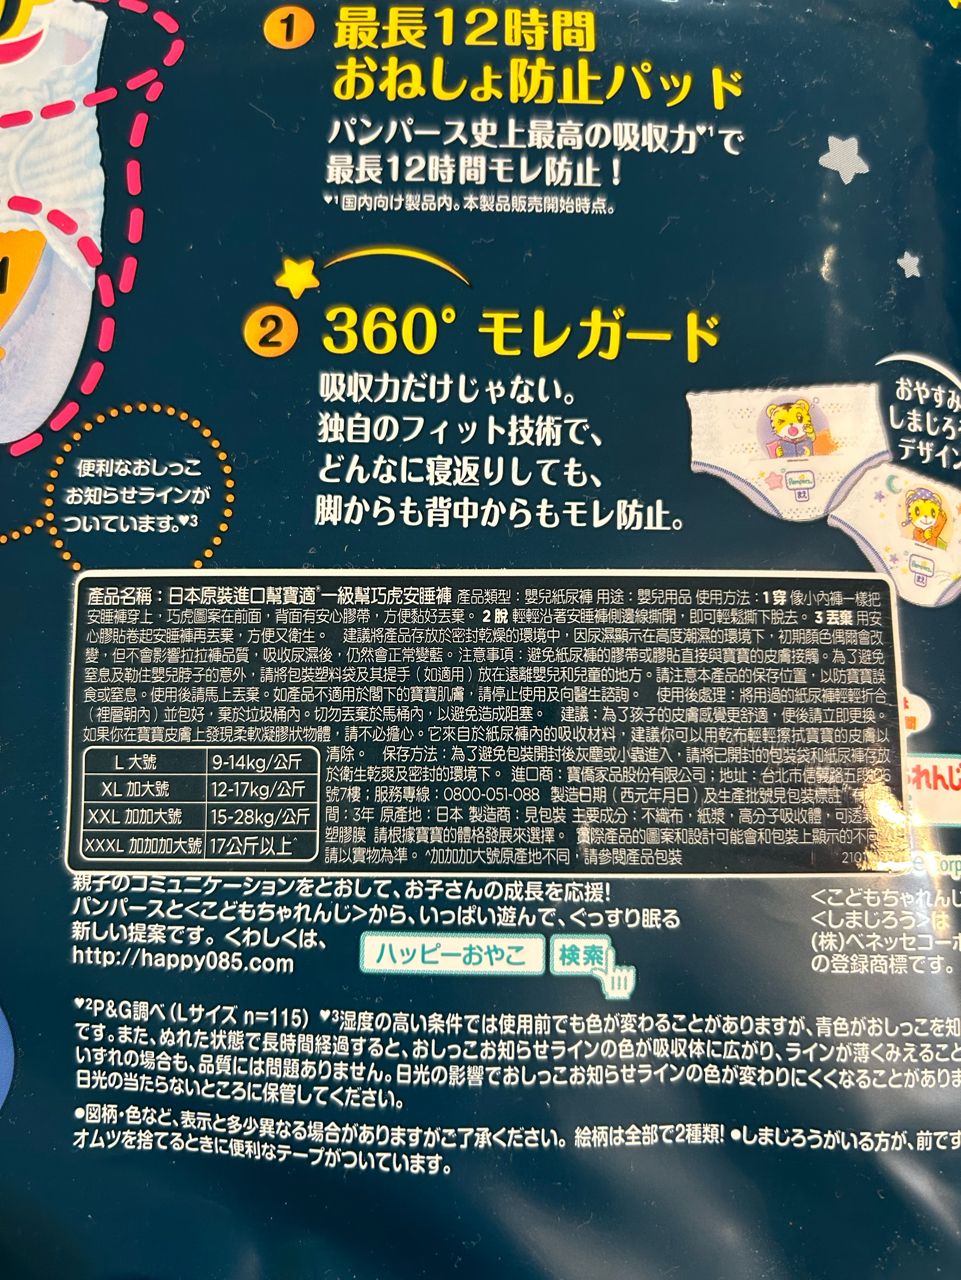 1 最長12時間
おねしょ防止パッド
パンパース史上最高の吸収力♥1で
最長12時間モレ防止！
♥1国内向け製品内。本製品販売開始時点。
2 360° モレガード
吸収力だけじゃない。
独自のフィット技術で、
どんなに寝返りしても、
脚からも背中からもモレ防止。
おやすみ
しまじろう
デザイン
便利なおしっこ
お知らせラインが
ついています。♥3
產品名稱：日本原裝進口幫寶適*一級幫巧虎安睡褲 產品類型：嬰兒紙尿褲 用途：嬰兒用品 使用方法：1穿 像小內褲一樣把
安睡褲穿上，巧虎圖案在前面，背面有安心膠帶，方便黏好丟棄。2脫 輕輕沿著安睡褲側邊線撕開，即可輕鬆撕下脫去。3丟棄 用安
心膠貼卷起安睡褲再丟棄，方便又衛生。 建議將產品存放於密封乾燥的環境中，因尿濕顯示在高度潮濕的環境下，初期顏色偶爾會改
變，但不會影響拉拉褲品質，吸收尿濕後，仍然會正常變藍。注意事項：避免紙尿褲的膠帶或膠貼直接與寶寶的皮膚接觸。為了避免
窒息及勒住嬰兒脖子的意外，請將包裝塑料袋及其提手（如適用）放在遠離嬰兒和兒童的地方。請注意本產品的保存位置，以防寶寶誤
食或窒息。使用後請馬上丟棄。如產品不適用於閣下的寶寶肌膚，請停止使用及向醫生諮詢。 使用後處理：將用過的紙尿褲輕輕折合
（裡層朝內）並包好，棄於垃圾桶內。切勿丟棄於馬桶內，以避免造成阻塞。 建議：為了孩子的皮膚感覺更舒適，便後請立即更換。
如果你在寶寶皮膚上發現柔軟凝膠狀物體，請不必擔心。它來自於紙尿褲內的吸收材料，建議你可以用乾布輕輕擦拭寶寶的皮膚以
清除。 保存方法：為了避免包裝開封後灰塵或小蟲進入，請將已開封的包裝袋和紙尿褲存放
於衛生乾爽及密封的環境下。 進口商：寶僑家品股份有限公司；地址：台北市信義路五段
號7樓；服務專線：0800-051-088 製造日期（西元年月日）及生產批號見包裝標註 有
間：3年 原產地：日本 製造商：見包裝 主要成分：不織布，紙漿，高分子吸收體，可透
塑膠膜 請根據寶寶的體格發展來選擇。 實際產品的圖案和設計可能會和包裝上顯示的不同
請以實物為準。^加加加大號原產地不同，請參閱產品包裝
L 大號 9-14kg/公斤
XL 加大號 12-17kg/公斤
XXL 加加大號 15-28kg/公斤
XXXL 加加加大號 17公斤以上^
親子のコミュニケーションをとおして、お子さんの成長を応援！
パンパースと<こどもちゃれんじ>から、いっぱい遊んで、ぐっすり眠る
新しい提案です。くわしくは、
http://happy085.com
ハッピーおやこ 検索
<こどもちゃれんじ
<しまじろう>は
(株)ベネッセコーポ
の登録商標です。
♥2P&G調べ（Lサイズ n=115） ♥3湿度の高い条件では使用前でも色が変わることがありますが、青色がおしっこを知
です。また、ぬれた状態で長時間経過すると、おしっこお知らせラインの色が吸収体に広がり、ラインが薄くみえること
いずれの場合も、品質には問題ありません。日光の影響でおしっこお知らせラインの色が変わりにくくなることがありま
日光の当たらないところに保管してください。
●図柄・色など、表示と多少異なる場合がありますがご了承ください。絵柄は全部で2種類！●しまじろうがいる方が、前です
オムツを捨てるときに便利なテープがついています。